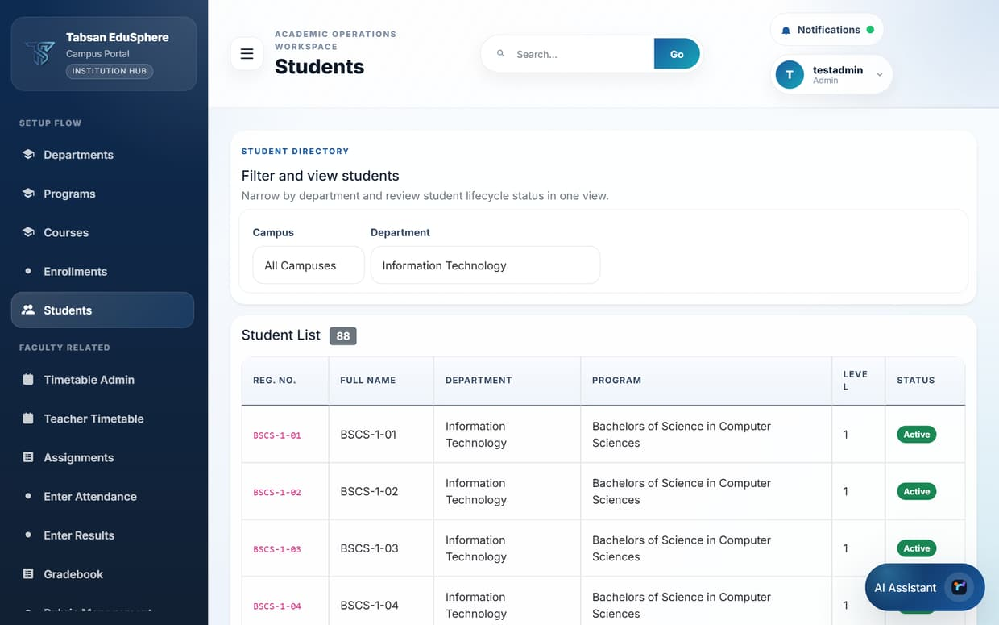 Tabsan EduSphere
Campus Portal
INSTITUTION HUB
SETUP FLOW
Departments
Programs
Courses
Enrollments
Students
FACULTY RELATED
Timetable Admin
Teacher Timetable
Assignments
Enter Attendance
Enter Results
Gradebook
Rubric Management
ACADEMIC OPERATIONS
WORKSPACE
Students
Search...
Go
Notifications
T
testadmin
Admin
STUDENT DIRECTORY
Filter and view students
Narrow by department and review student lifecycle status in one view.
Campus
Department
All Campuses
Information Technology
Student List 88
REG. NO.
FULL NAME
DEPARTMENT
PROGRAM
LEVE
L
STATUS
BSCS-1-01
BSCS-1-01
Information
Technology
Bachelors of Science in Computer
Sciences
1
Active
BSCS-1-02
BSCS-1-02
Information
Technology
Bachelors of Science in Computer
Sciences
1
Active
BSCS-1-03
BSCS-1-03
Information
Technology
Bachelors of Science in Computer
Sciences
1
Active
BSCS-1-04
BSCS-1-04
Information
Technology
Bachelors of Science in Computer
Sciences
1
AI Assistant